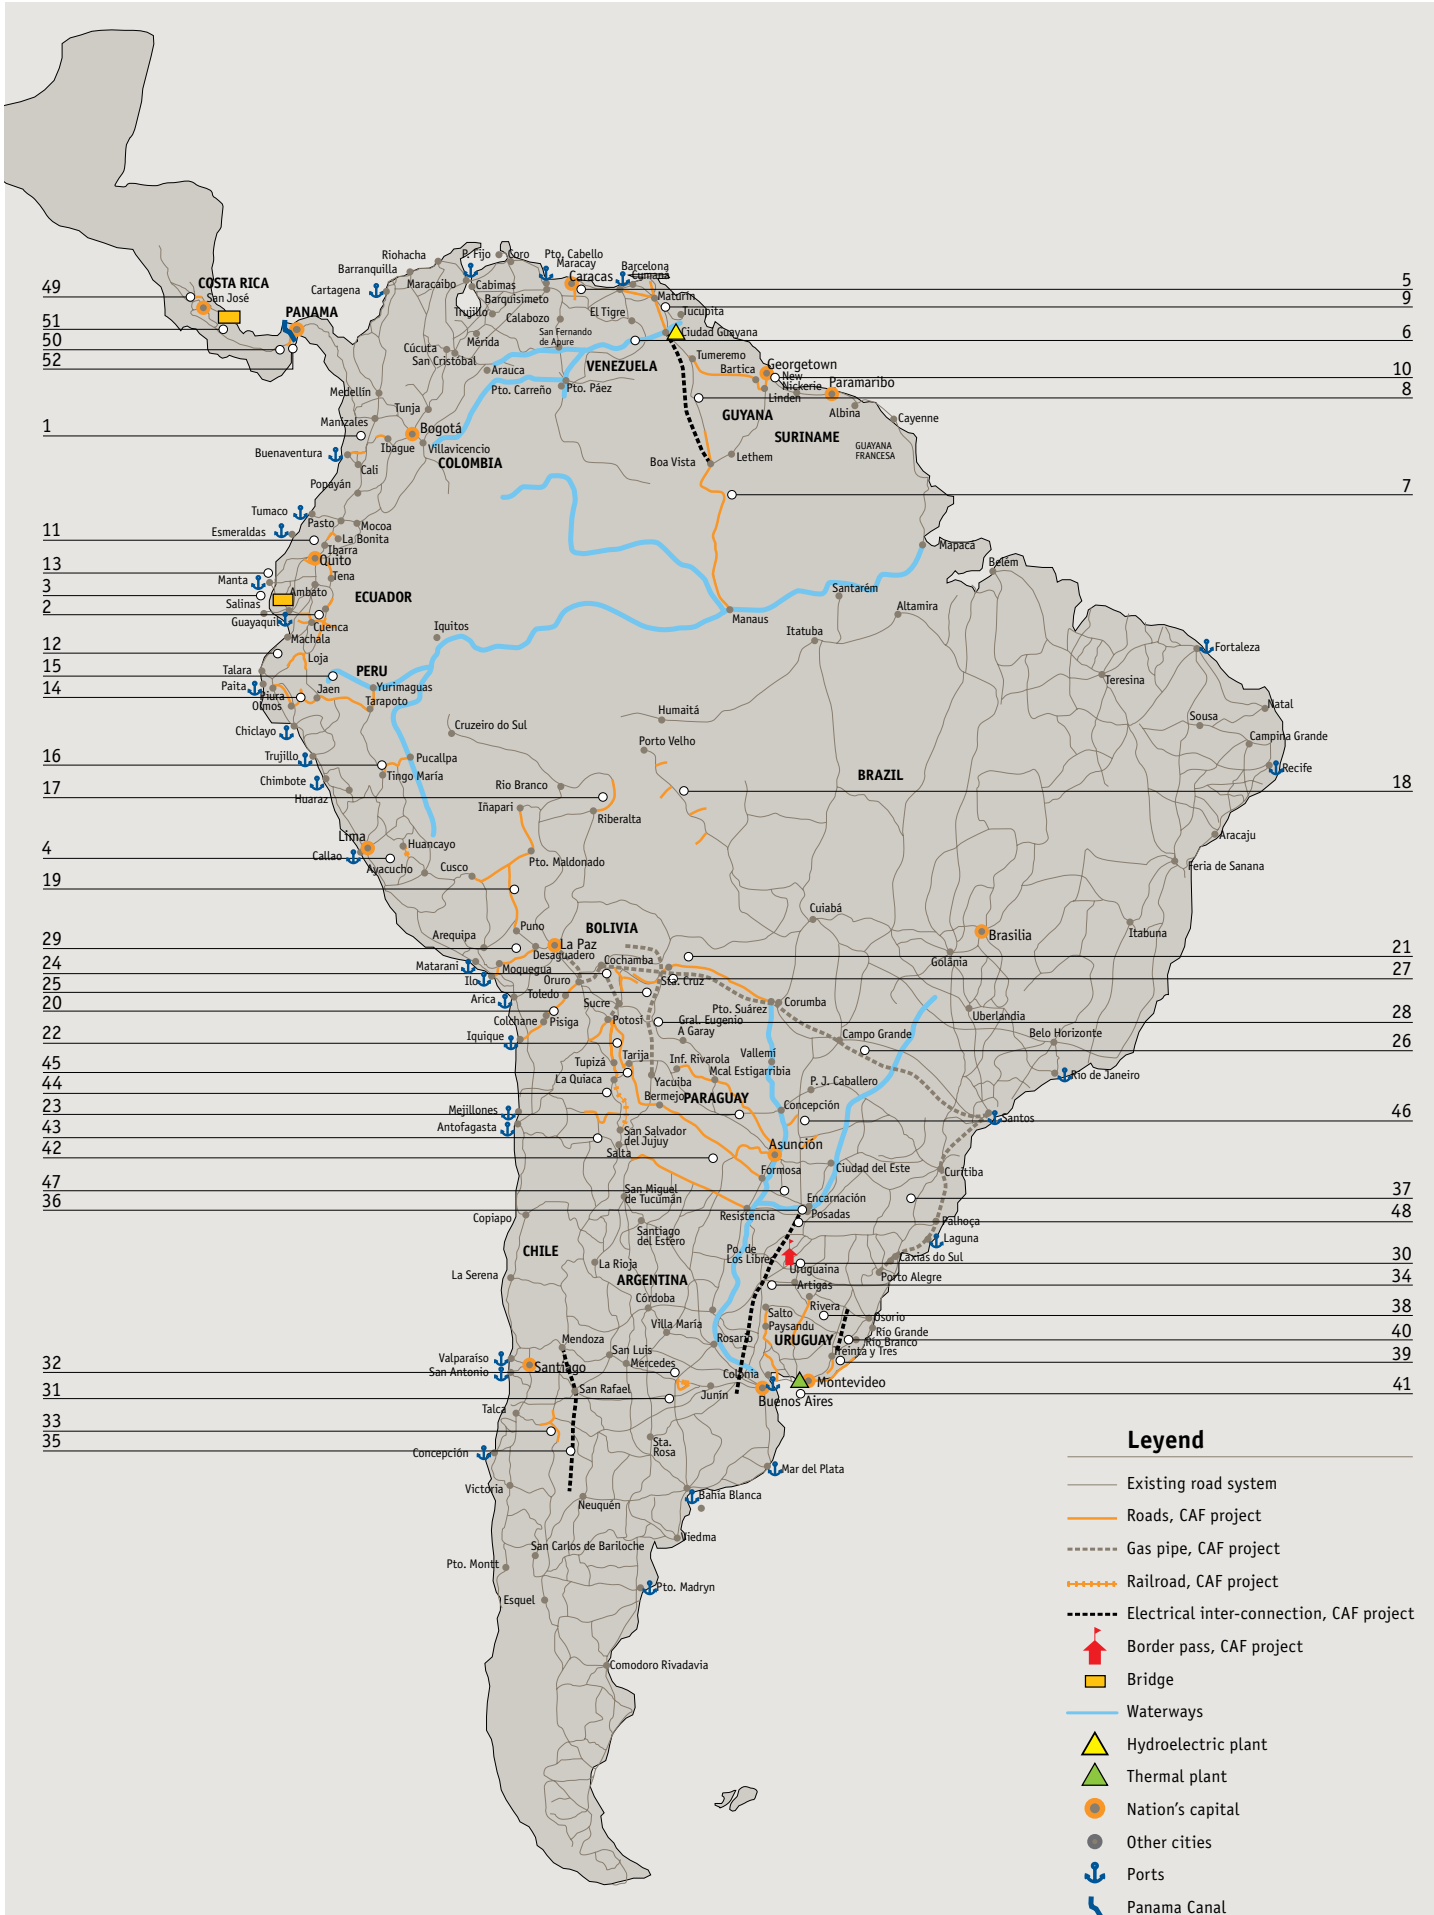 Riohacha
P. Fijo
Coro
Pto. Cabello
Maracay
Barranquilla
Barcelona
Cumaná
COSTA RICA
Caracas
Cartagena
Maracaibo
Cabimas
5
49
San José
Barquisimeto
Maturín
9
PANAMA
Trujillo
Calabozo
El Tigre
Tucupita
51
San Fernando
de Apure
Ciudad Guayana
6
50
Cúcuta
Mérida
San Cristóbal
Tumeremo
52
Arauca
VENEZUELA
Bartica
Georgetown
New
Nickerie
10
Medellín
Pto. Carreño
Pto. Páez
Linden
Paramaribo
8
Tunja
GUYANA
Albina
Cayenne
Manizales
Bogotá
SURINAME
1
Ibague
Villavicencio
GUAYANA
FRANCESA
Buenaventura
Cali
COLOMBIA
Boa Vista
Lethem
Popayán
7
Tumaco
Pasto
Mocoa
Esmeraldas
La Bonita
11
Ibarra
Mapacá
Quito
Belém
13
Manta
Tena
3
Ambato
ECUADOR
Santarém
Salinas
Altamira
2
Guayaquil
Cuenca
Manaus
Machala
Iquitos
Itatuba
12
Loja
Fortaleza
15
Talara
PERU
Teresina
14
Paita
Piura
Jaen
Yurimaguas
Olmos
Tarapoto
Natal
Humaitá
Sousa
Chiclayo
Cruzeiro do Sul
Campina Grande
Porto Velho
16
Trujillo
Pucallpa
Recife
Tingo María
BRAZIL
17
Chimbote
Rio Branco
18
Huaraz
Iñapari
Riberalta
Lima
Huancayo
Aracaju
4
Callao
Ayacucho
Cusco
Pto. Maldonado
Feria de Sanana
19
Cuiabá
Puno
BOLIVIA
Brasilia
Itabuna
29
Arequipa
La Paz
21
Desaguadero
Cochamba
Golânia
24
Matarani
Moquegua
27
Ilo
Oruro
Sta. Cruz
25
Arica
Toledo
Sucre
Pto. Suárez
Corumba
20
Colchane
Pisiga
Potosí
Gral. Eugenio
A Garay
Uberlandia
28
22
Iquique
Campo Grande
Belo Horizonte
26
45
Tupizá
Tarija
Inf. Rivarola
Vallemí
Mcal Estigarribia
La Quiaca
Yacuiba
P. J. Caballero
Rio de Janeiro
44
Bermejo
PARAGUAY
23
Mejillones
Concepción
Santos
46
43
Antofagasta
San Salvador
del Jujuy
Asunción
42
Salta
Formosa
Ciudad del Este
Curitiba
47
San Miguel
de Tucumán
Encarnación
37
36
Resistencia
Posadas
Copiapo
Palhoça
48
Santiago
del Estero
Laguna
CHILE
Po. de
Los Libres
Caxias do Sul
30
La Rioja
Uruguaina
La Serena
ARGENTINA
Artigas
Porto Alegre
34
Córdoba
Rivera
Salto
Osorio
38
Villa María
Paysandu
Rio Grande
Rosario
URUGUAY
Rio Branco
40
Mendoza
San Luis
Treinta y Tres
Valparaíso
Santiago
Mercedes
39
32
San Antonio
Colonia
Montevideo
31
San Rafael
Junín
Buenos Aires
41
Talca
33
Sta.
Rosa
35
Concepción
Mar del Plata
Victoria
Bahia Blanca
Neuquén
Viedma
San Carlos de Bariloche
Pto. Montt
Pto. Madryn
Esquel
Comodoro Rivadavia
Leyend
Existing road system
Roads, CAF project
Gas pipe, CAF project
Railroad, CAF project
Electrical inter-connection, CAF project
Border pass, CAF project
Bridge
Waterways
Hydroelectric plant
Thermal plant
Nation's capital
Other cities
Ports
Panama Canal